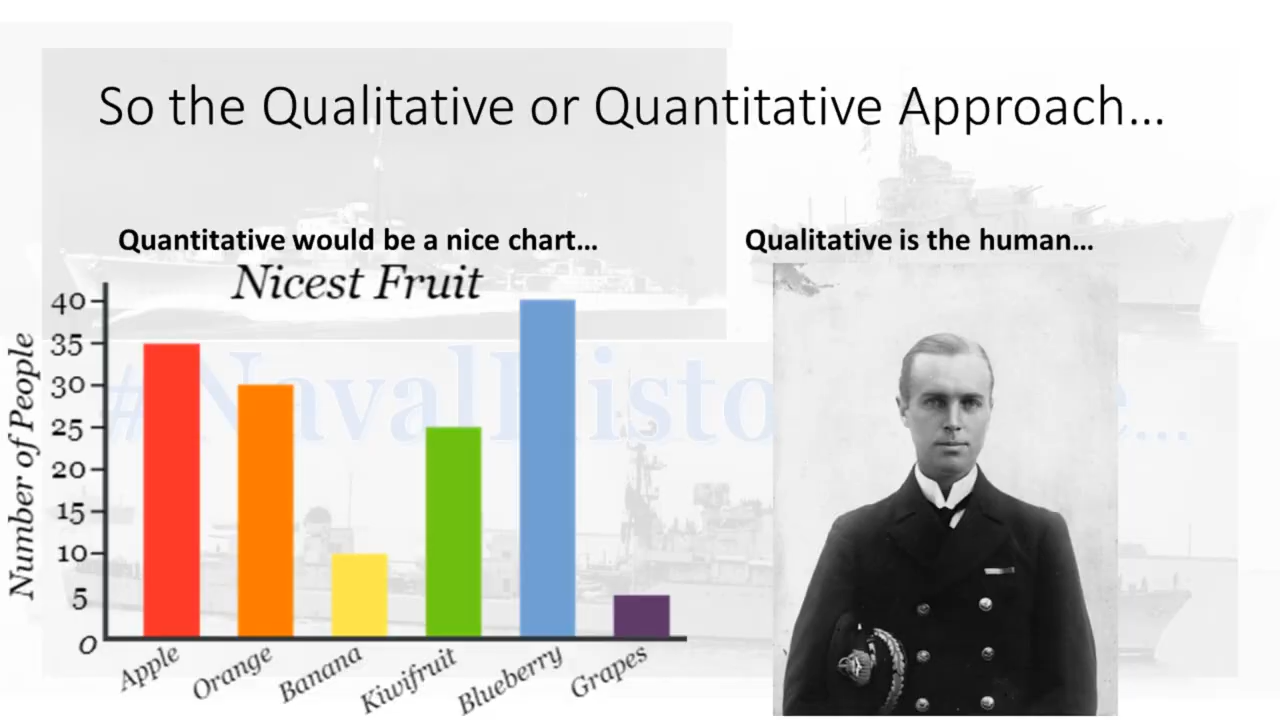 So the Qualitative or Quantitative Approach…
Quantitative would be a nice chart…
Qualitative is the human…
Nicest Fruit
Number of People
40
35
30
25
20
15
10
5
0
Apple
Orange
Banana
Kiwifruit
Blueberry
Grapes
#NavalHisto e…